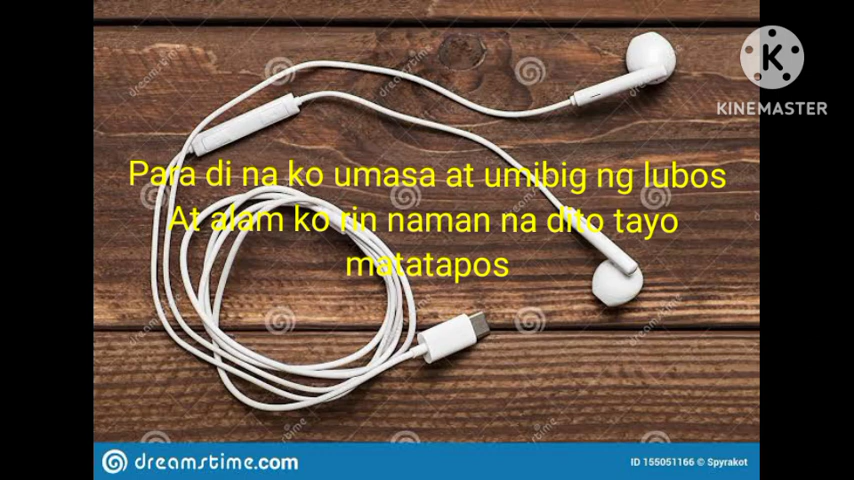 KINEMASTER
Para di na ko umasa at umibig ng lubos
At alam ko rin naman na dito tayo
matatapos
dreamstime.com
ID 155051166 © Spyrakot